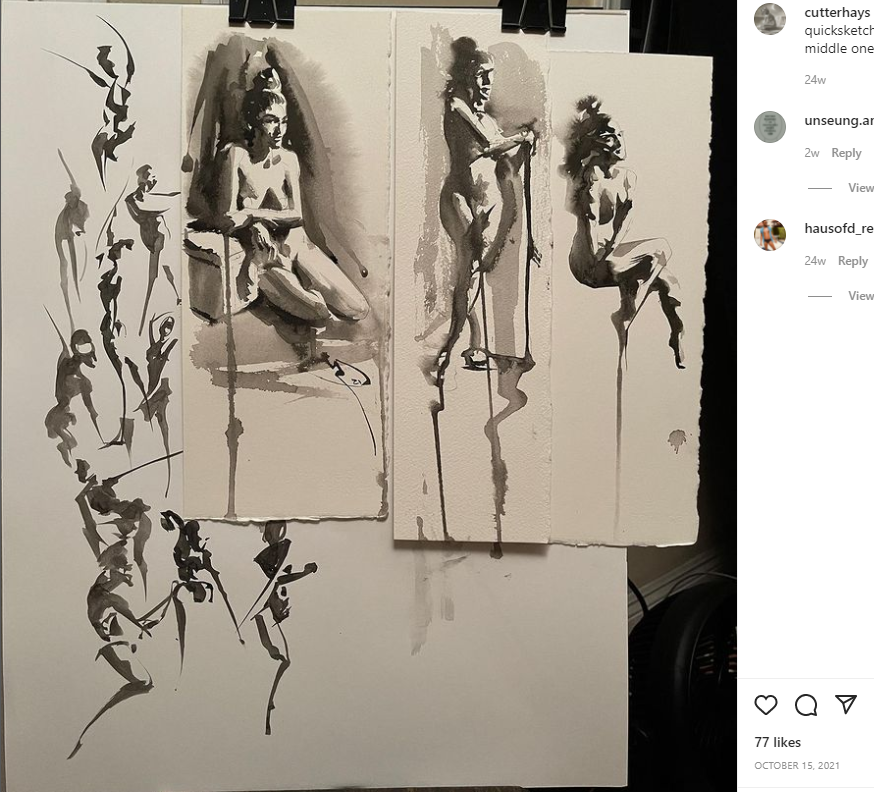 cutterhays
quicksketch
middle one
24w
unseung.ar
2w Reply
View
hausofd_re
24w Reply
View
77 likes
OCTOBER 15, 2021